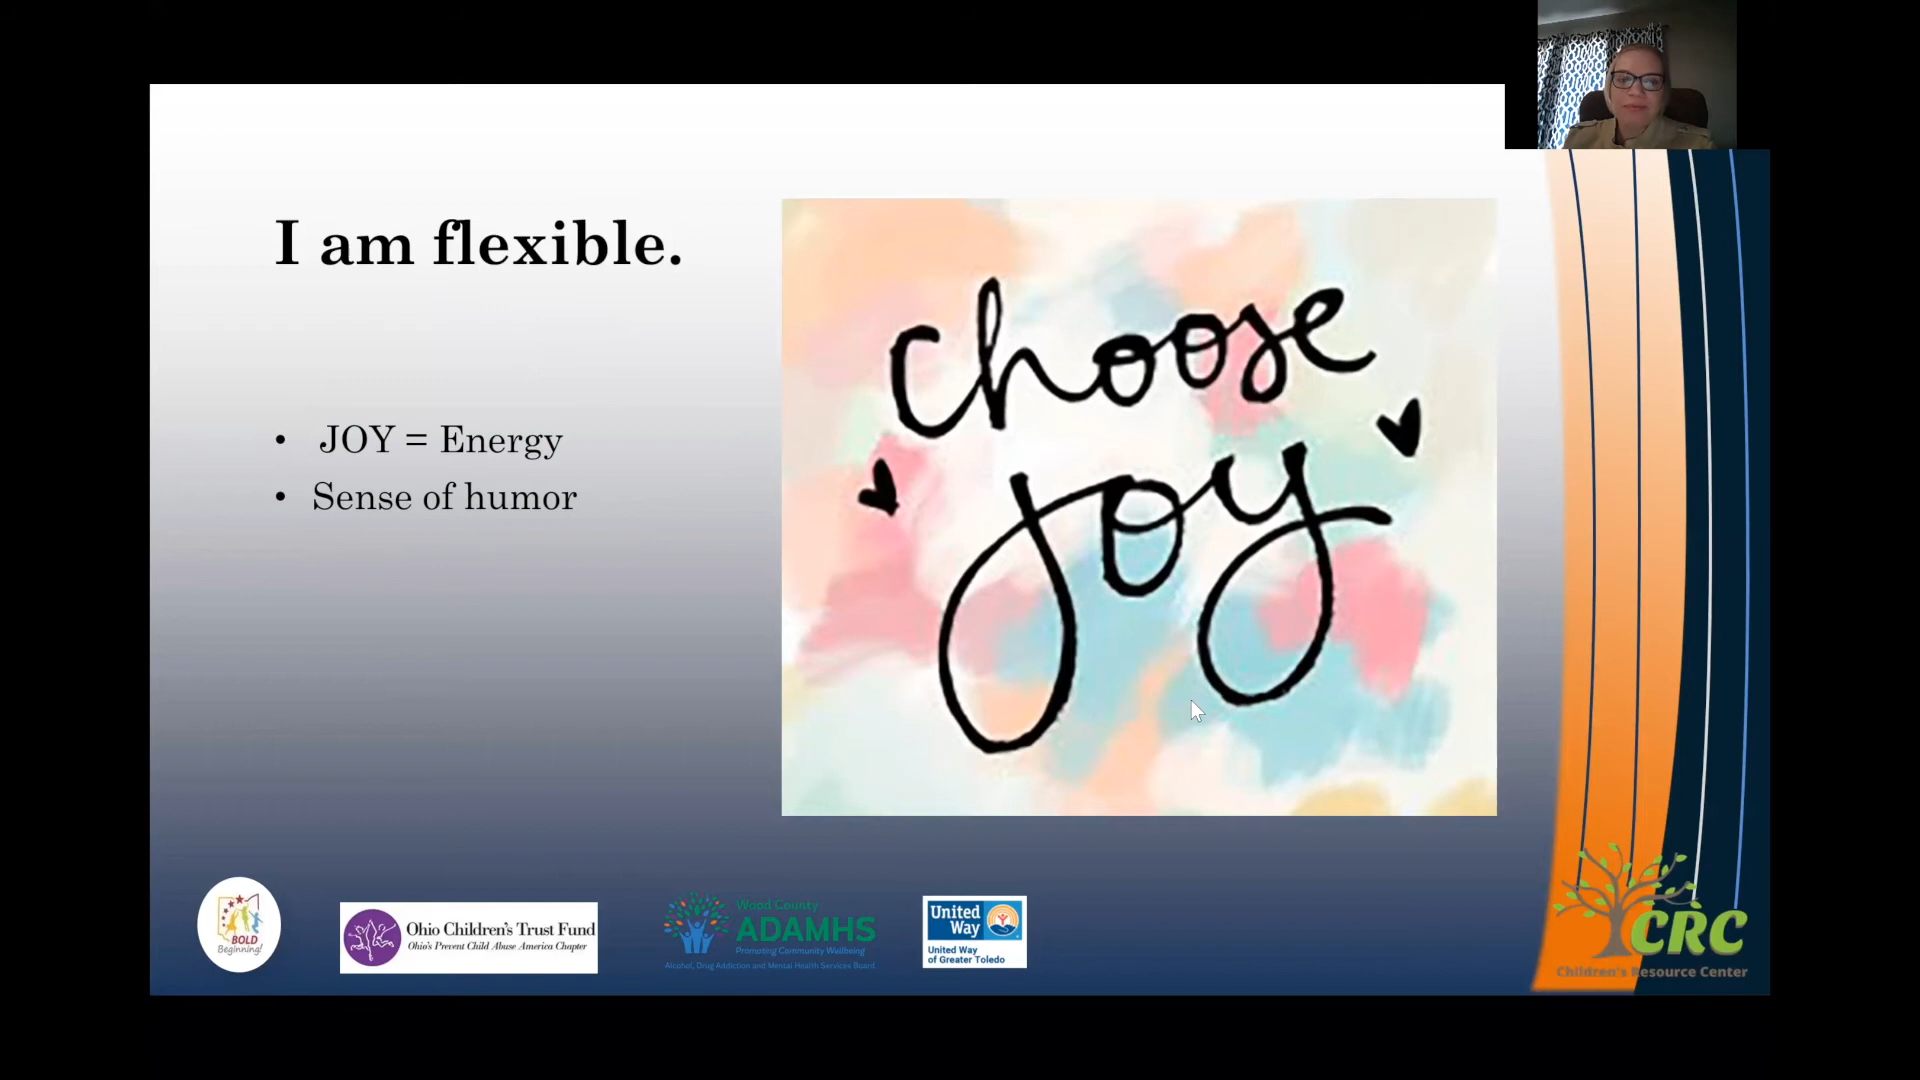 I am flexible.
• JOY = Energy
• Sense of humor
choose
joy
BOLD
Beginning!
Ohio Children's Trust Fund
Ohio's Prevent Child Abuse America Chapter
Wood County
ADAMHS
Promoting Community Wellbeing
Alcohol, Drug Addiction and Mental Health Services Board
United
Way
United Way
of Greater Toledo
CRC
Children's Resource Center